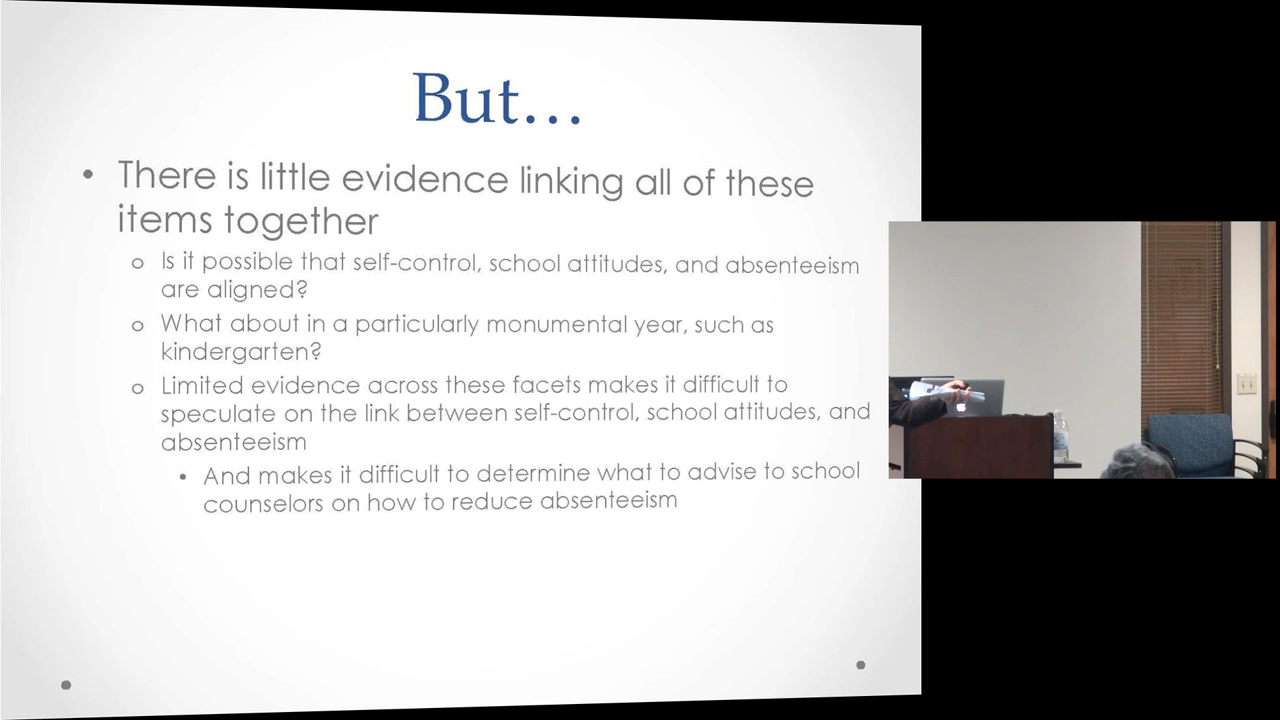 But...
• There is little evidence linking all of these
items together
o Is it possible that self-control, school attitudes, and absenteeism
are aligned?
o What about in a particularly monumental year, such as
kindergarten?
o Limited evidence across these facets makes it difficult to
speculate on the link between self-control, school attitudes, and
absenteeism
• And makes it difficult to determine what to advise to school
counselors on how to reduce absenteeism